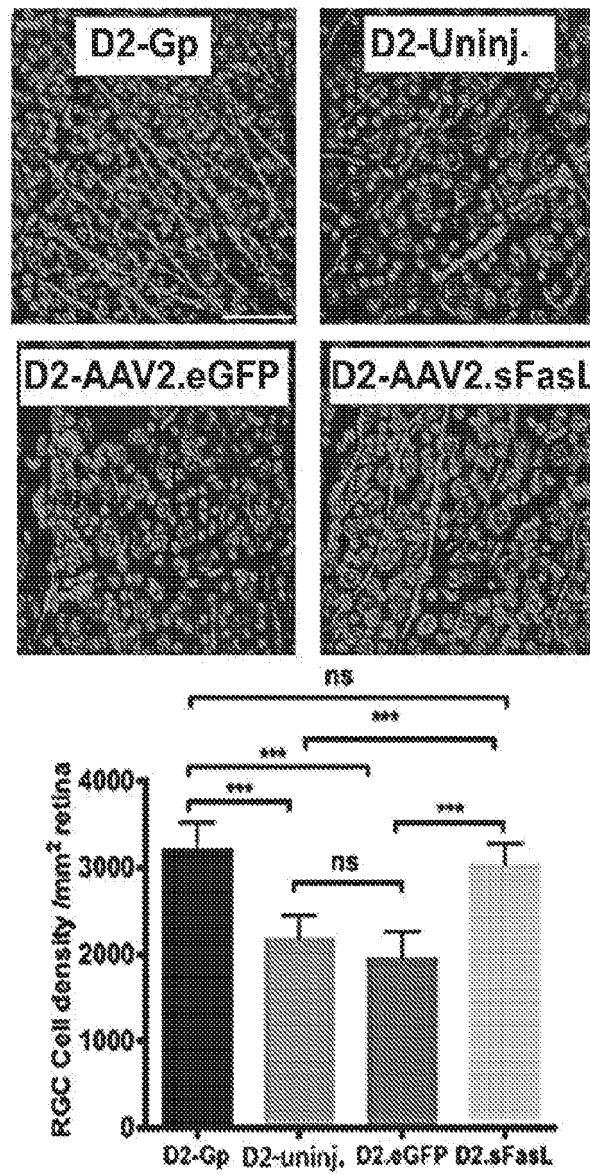 D2-Gp D2-Uninj.
D2-AAV2.eGFP D2-AAV2.sFasL
ns
***
***
*** ***
ns
RGC Cell density /mm² retina
4000
3000
2000
1000
0
D2-Gp D2-uninj. D2.eGFP D2.sFasL